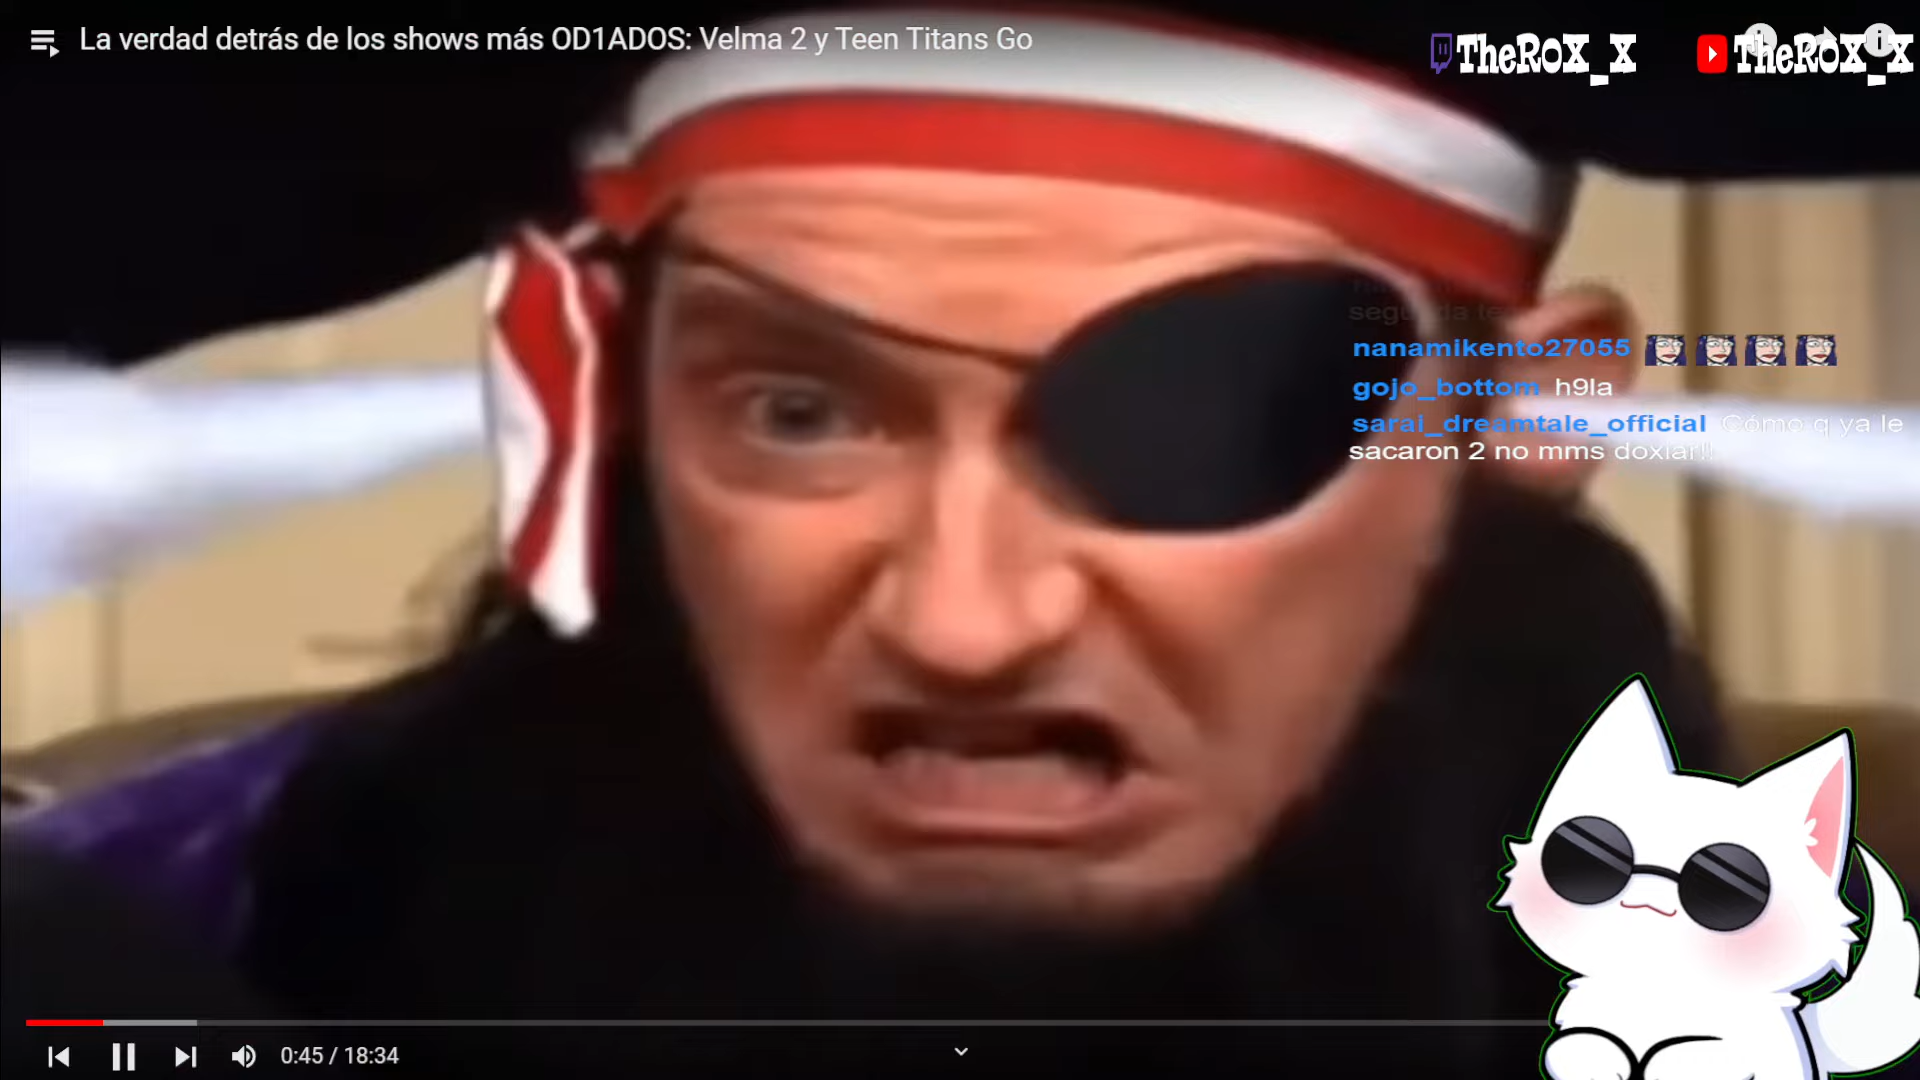 La verdad detrás de los shows más OD1ADOS: Velma 2 y Teen Titans Go
TheRoX_X
TheRoX_X
nanamikento27055
gojo_bottom h9la
sarai_dreamtale_official Cómo q ya le
sacaron 2 no mms doxiar!!
0:45 / 18:34